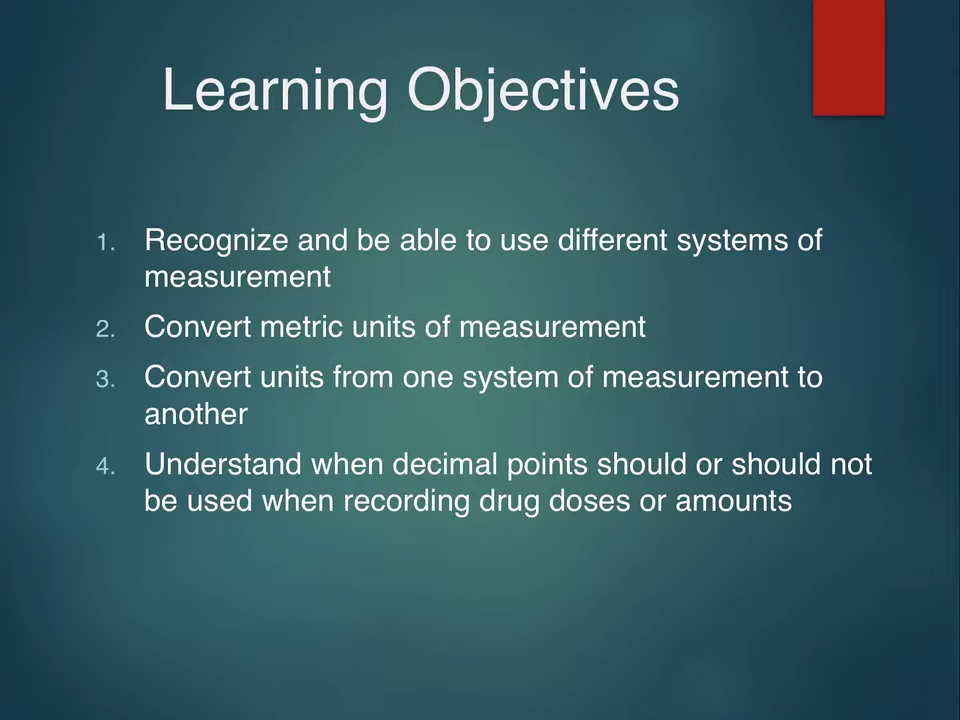 Learning Objectives
1. Recognize and be able to use different systems of
measurement
2. Convert metric units of measurement
3. Convert units from one system of measurement to
another
4. Understand when decimal points should or should not
be used when recording drug doses or amounts